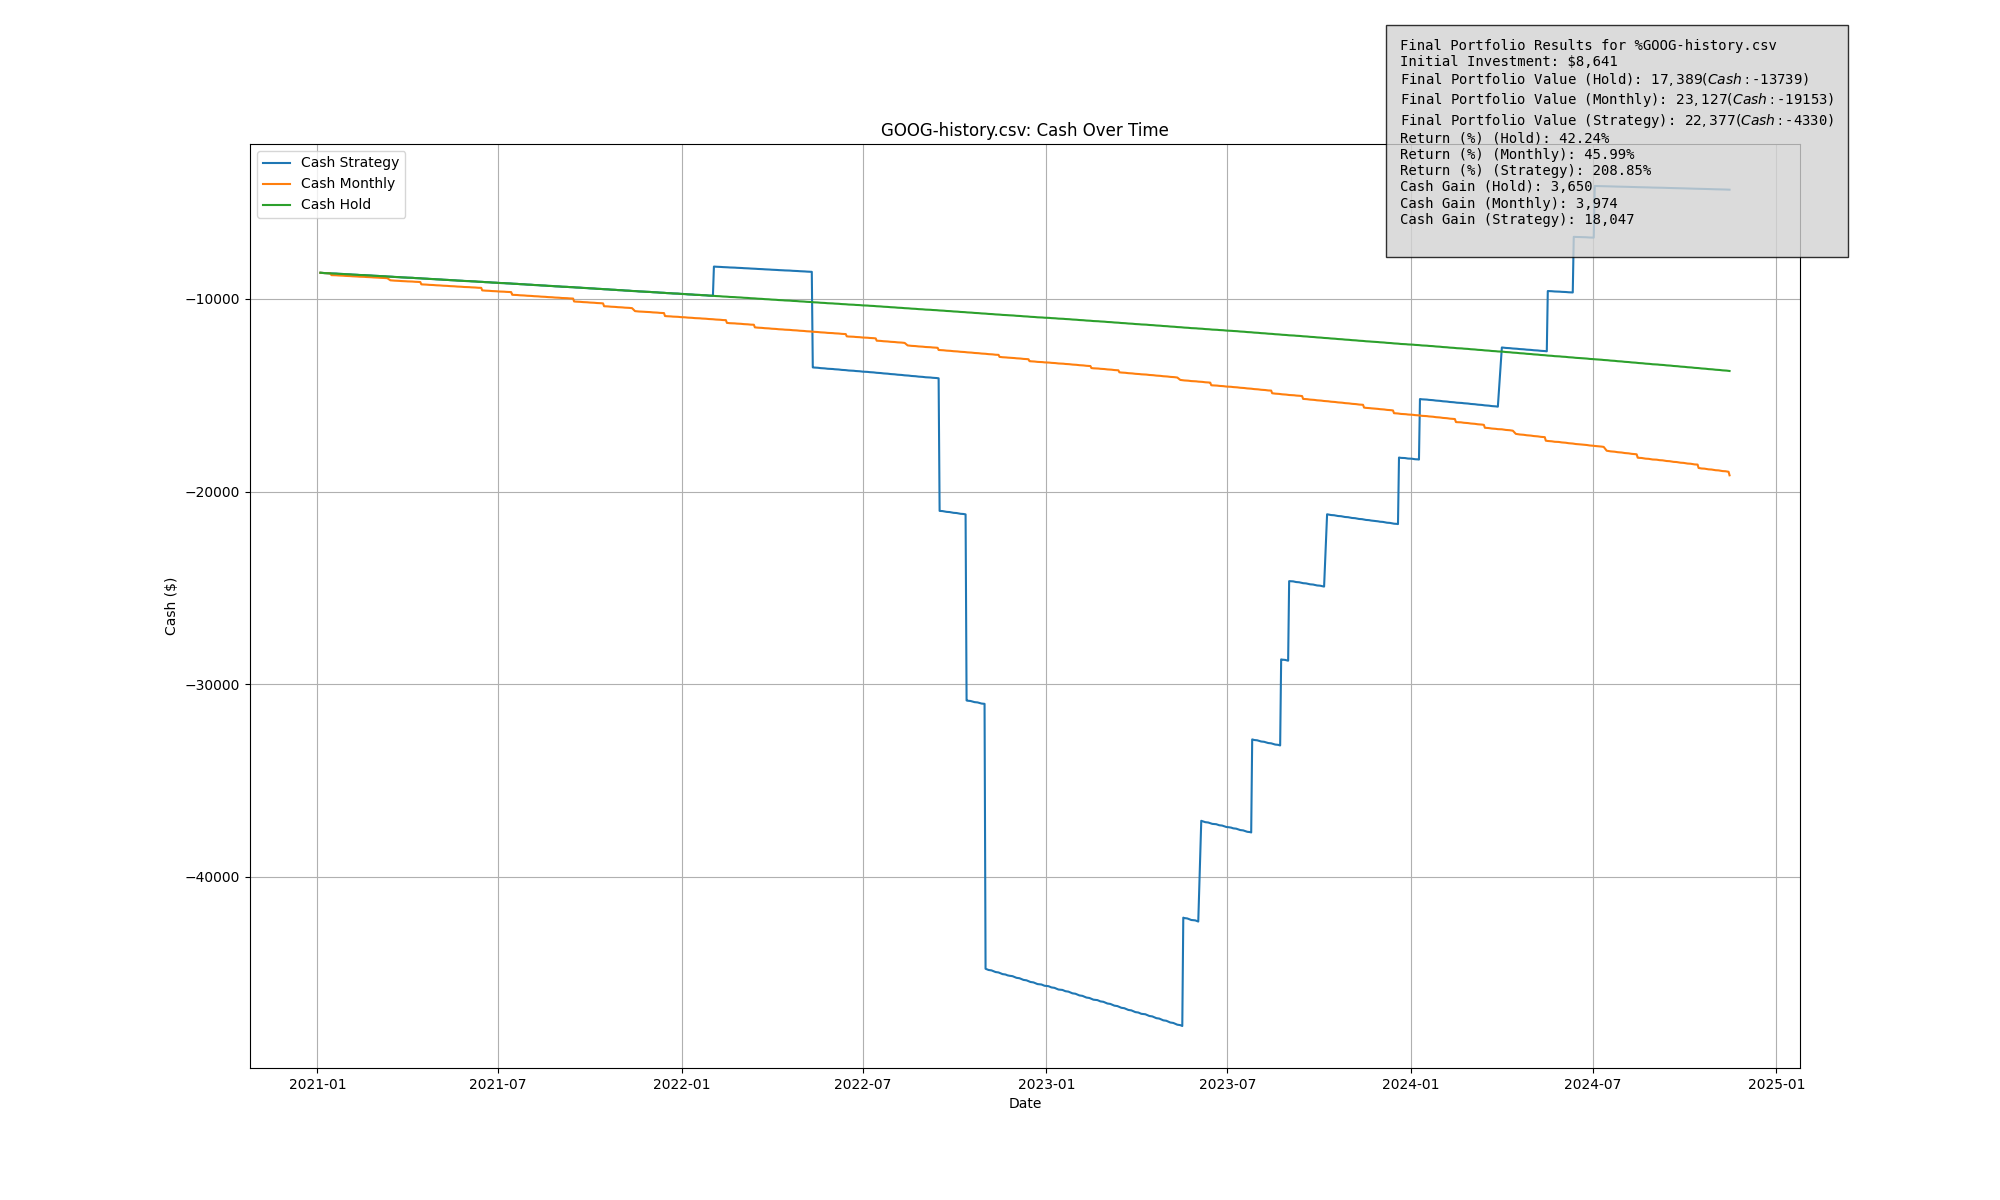 Final Portfolio Results for %GOOG-history.csv
Initial Investment: $8,641
Final Portfolio Value (Hold): 17,389(Cash:-13739)
Final Portfolio Value (Monthly): 23,127(Cash:-19153)
Final Portfolio Value (Strategy): 22,377(Cash:-4330)
Return (%) (Hold): 42.24%
Return (%) (Monthly): 45.99%
Return (%) (Strategy): 208.85%
Cash Gain (Hold): 3,650
Cash Gain (Monthly): 3,974
Cash Gain (Strategy): 18,047
GOOG-history.csv: Cash Over Time
Cash Strategy
Cash Monthly
Cash Hold
Cash ($)
−10000
−20000
−30000
−40000
2021-01 2021-07 2022-01 2022-07 2023-01 2023-07 2024-01 2024-07 2025-01
Date